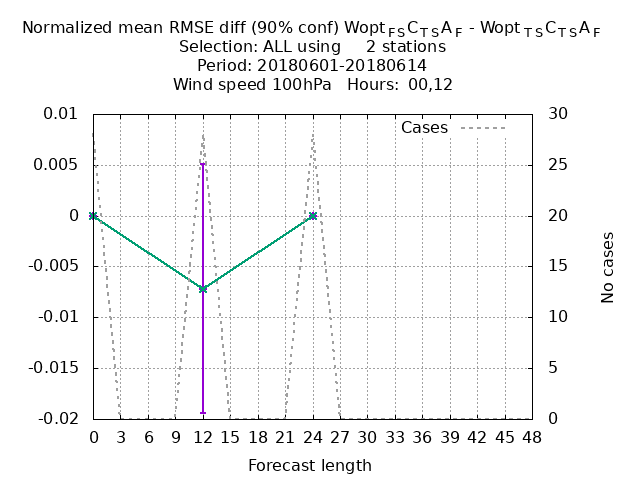 Normalized mean RMSE diff (90% conf) Wopt FS C TS A F - Wopt TS C TS A F
Selection: ALL using 2 stations
Period: 20180601-20180614
Wind speed 100hPa Hours: 00,12
0.01
0.005
0
-0.005
-0.01
-0.015
-0.02
Cases
30
25
20
15
10
5
0
No cases
0 3 6 9 12 15 18 21 24 27 30 33 36 39 42 45 48
Forecast length